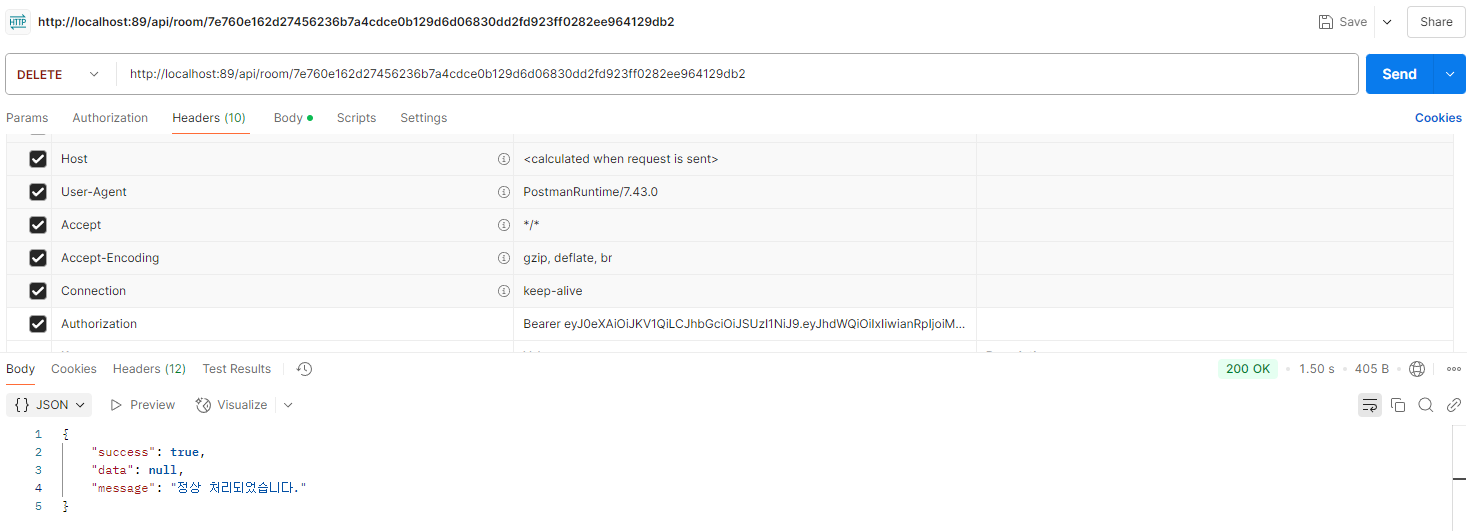 HTTP http://localhost:89/api/room/7e760e162d27456236b7a4cdce0b129d6d06830dd2fd923ff0282ee964129db2 Save Share
DELETE http://localhost:89/api/room/7e760e162d27456236b7a4cdce0b129d6d06830dd2fd923ff0282ee964129db2 Send
Params Authorization Headers (10) Body Scripts Settings Cookies
Host <calculated when request is sent>
User-Agent PostmanRuntime/7.43.0
Accept */*
Accept-Encoding gzip, deflate, br
Connection keep-alive
Authorization Bearer eyJ0eXAiOiJKV1QiLCJhbGciOiJSUzI1NiJ9.eyJhdWQiOiIxIiwianRpIjoiM...
Body Cookies Headers (12) Test Results 200 OK • 1.50 s • 405 B
{} JSON Preview Visualize
1 {
2 "success": true,
3 "data": null,
4 "message": "정상 처리되었습니다."
5 }